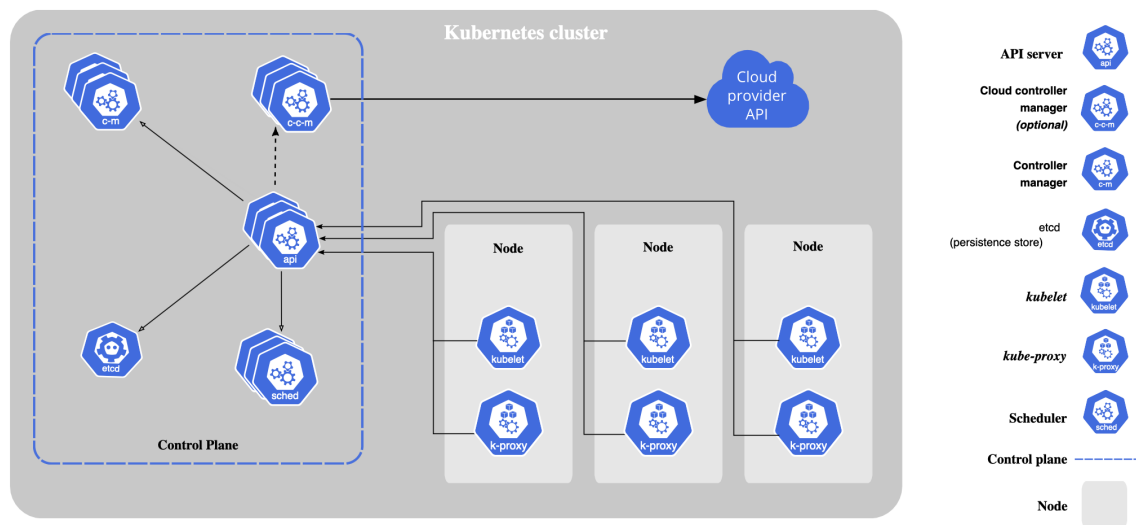 Kubernetes cluster
c-m
c-c-m
Cloud
provider
API
api
etcd
sched
Control Plane
Node
Node
Node
kubelet
kubelet
kubelet
k-proxy
k-proxy
k-proxy
API server
api
Cloud controller
manager
(optional)
c-c-m
Controller
manager
c-m
etcd
(persistence store)
etcd
kubelet
kubelet
kube-proxy
k-proxy
Scheduler
sched
Control plane
Node